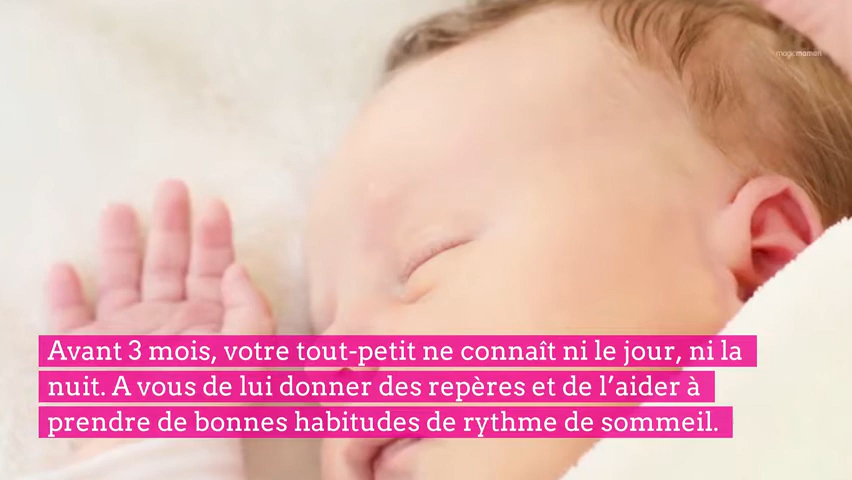 magicmaman
Avant 3 mois, votre tout-petit ne connaît ni le jour, ni la
nuit. A vous de lui donner des repères et de l’aider à
prendre de bonnes habitudes de rythme de sommeil.